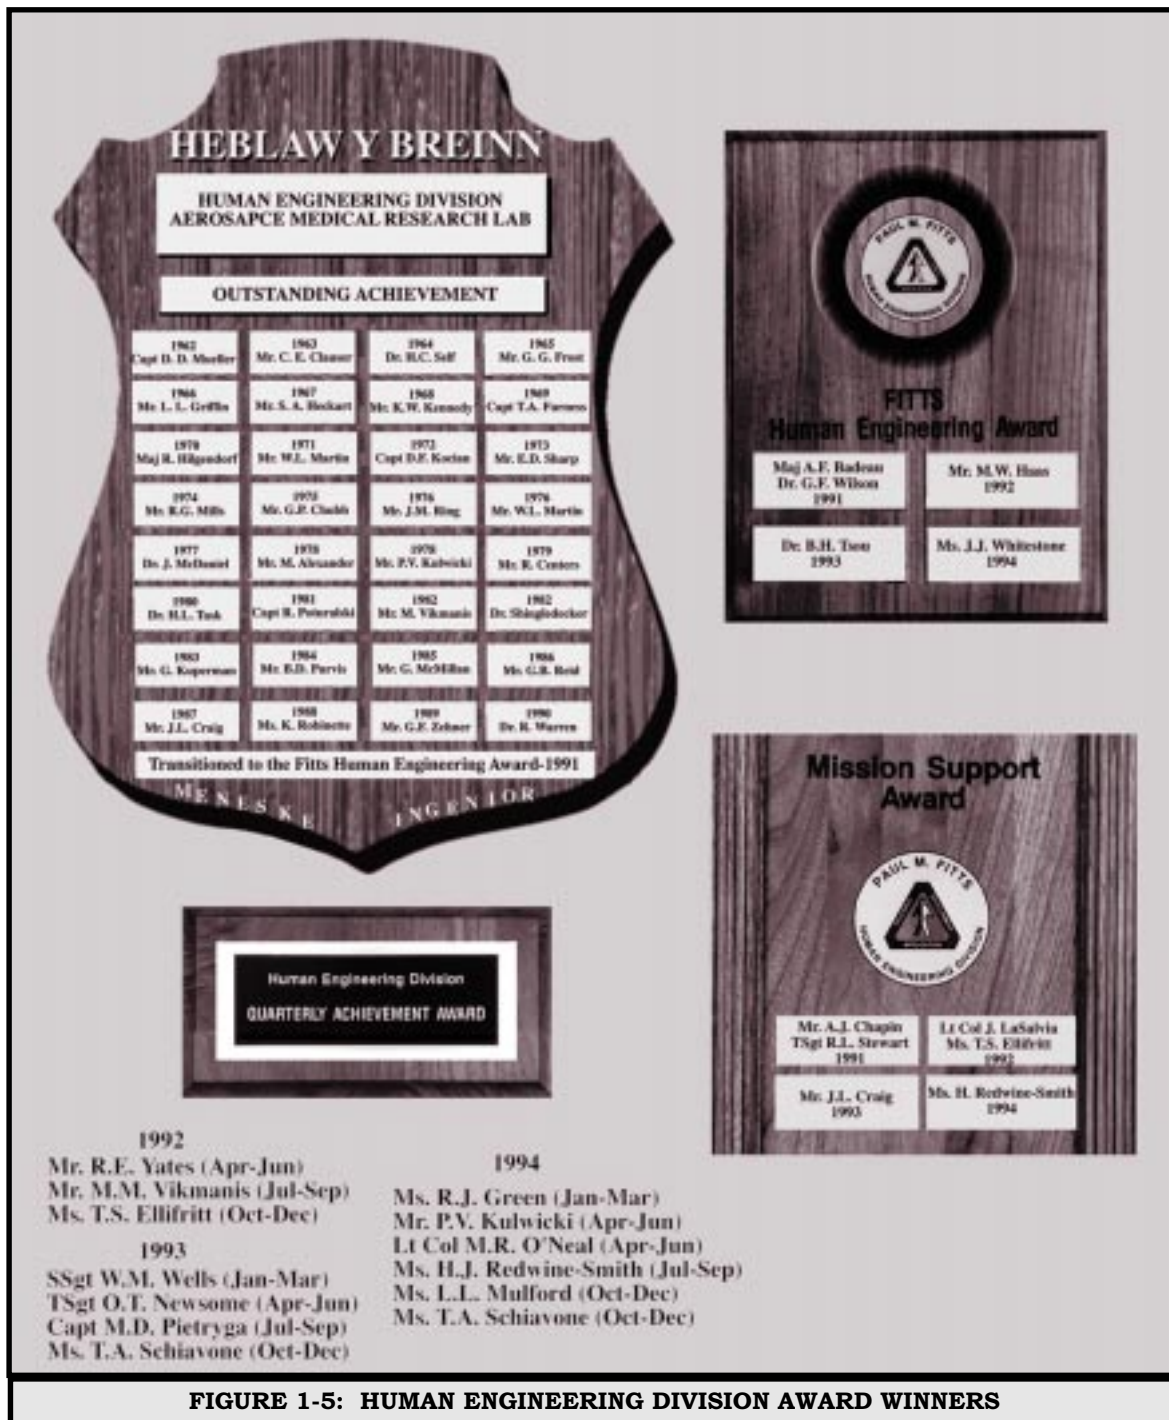 HEBLAW Y BREINN
HUMAN ENGINEERING DIVISION
AEROSAPCE MEDICAL RESEARCH LAB
OUTSTANDING ACHIEVEMENT
1962
Capt D. D. Mueller
1963
Mr. C. E. Clauser
1964
Dr. H.C. Self
1965
Mr. G. G. Frost
1966
Mr. L. L. Griffin
1967
Mr. S. A. Heckart
1968
Mr. K.W. Kennedy
1969
Capt T.A. Furness
1970
Maj R. Hilgendorf
1971
Mr. W.L. Martin
1972
Capt D.F. Kocian
1973
Mr. E.D. Sharp
1974
Mr. R.G. Mills
1975
Mr. G.P. Chubb
1976
Mr. J.M. Ring
1976
Mr. W.L. Martin
1977
Dr. J. McDaniel
1978
Mr. M. Alexander
1978
Mr. P.V. Kulwicki
1979
Mr. R. Centers
1980
Dr. H.L. Task
1981
Capt R. Poturalski
1982
Mr. M. Vikmanis
1982
Dr. Shingledecker
1983
Mr. G. Kuperman
1984
Mr. B.D. Purvis
1985
Mr. G. McMillan
1986
Mr. G.B. Reid
1987
Mr. J.L. Craig
1988
Ms. K. Robinette
1989
Mr. G.F. Zehner
1990
Dr. R. Warren
Transitioned to the Fitts Human Engineering Award-1991
MENESKE INGENIOR
PAUL M. FITTS
HUMAN ENGINEERING DIVISION
FITTS
Human Engineering Award
Maj A.F. Badeau
Dr. G.F. Wilson
1991
Mr. M.W. Haas
1992
Dr. B.H. Tsou
1993
Ms. J.J. Whitestone
1994
Mission Support
Award
PAUL M. FITTS
HUMAN ENGINEERING DIVISION
Mr. A.J. Chapin
TSgt R.L. Stewart
1991
Lt Col J. LaSalvia
Ms. T.S. Ellifritt
1992
Mr. J.L. Craig
1993
Ms. H. Redwine-Smith
1994
Human Engineering Division
QUARTERLY ACHIEVEMENT AWARD
1992
Mr. R.E. Yates (Apr-Jun)
Mr. M.M. Vikmanis (Jul-Sep)
Ms. T.S. Ellifritt (Oct-Dec)
1993
SSgt W.M. Wells (Jan-Mar)
TSgt O.T. Newsome (Apr-Jun)
Capt M.D. Pietryga (Jul-Sep)
Ms. T.A. Schiavone (Oct-Dec)
1994
Ms. R.J. Green (Jan-Mar)
Mr. P.V. Kulwicki (Apr-Jun)
Lt Col M.R. O'Neal (Apr-Jun)
Ms. H.J. Redwine-Smith (Jul-Sep)
Ms. L.L. Mulford (Oct-Dec)
Ms. T.A. Schiavone (Oct-Dec)
FIGURE 1-5: HUMAN ENGINEERING DIVISION AWARD WINNERS